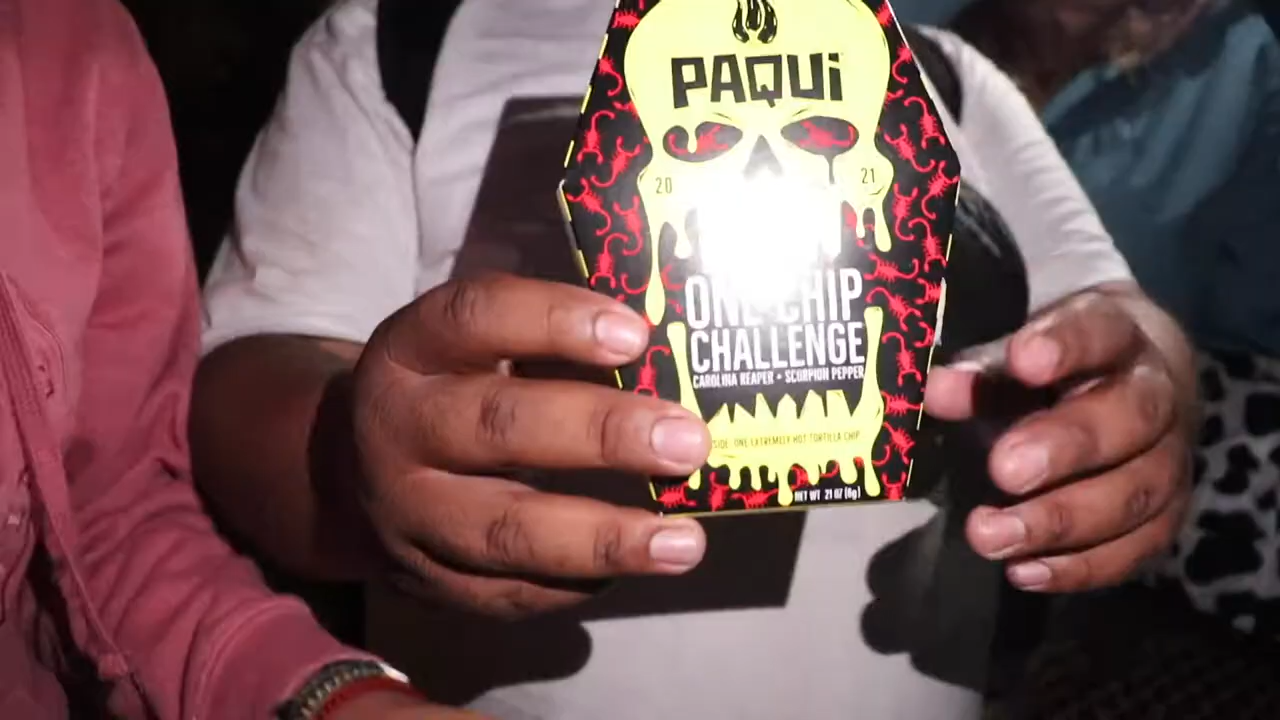 PAQUI
20 21
ONE CHIP
CHALLENGE
CAROLINA REAPER • SCORPION PEPPER
ONE EXTREMELY HOT TORTILLA CHIP
NET WT .21 OZ (6g)